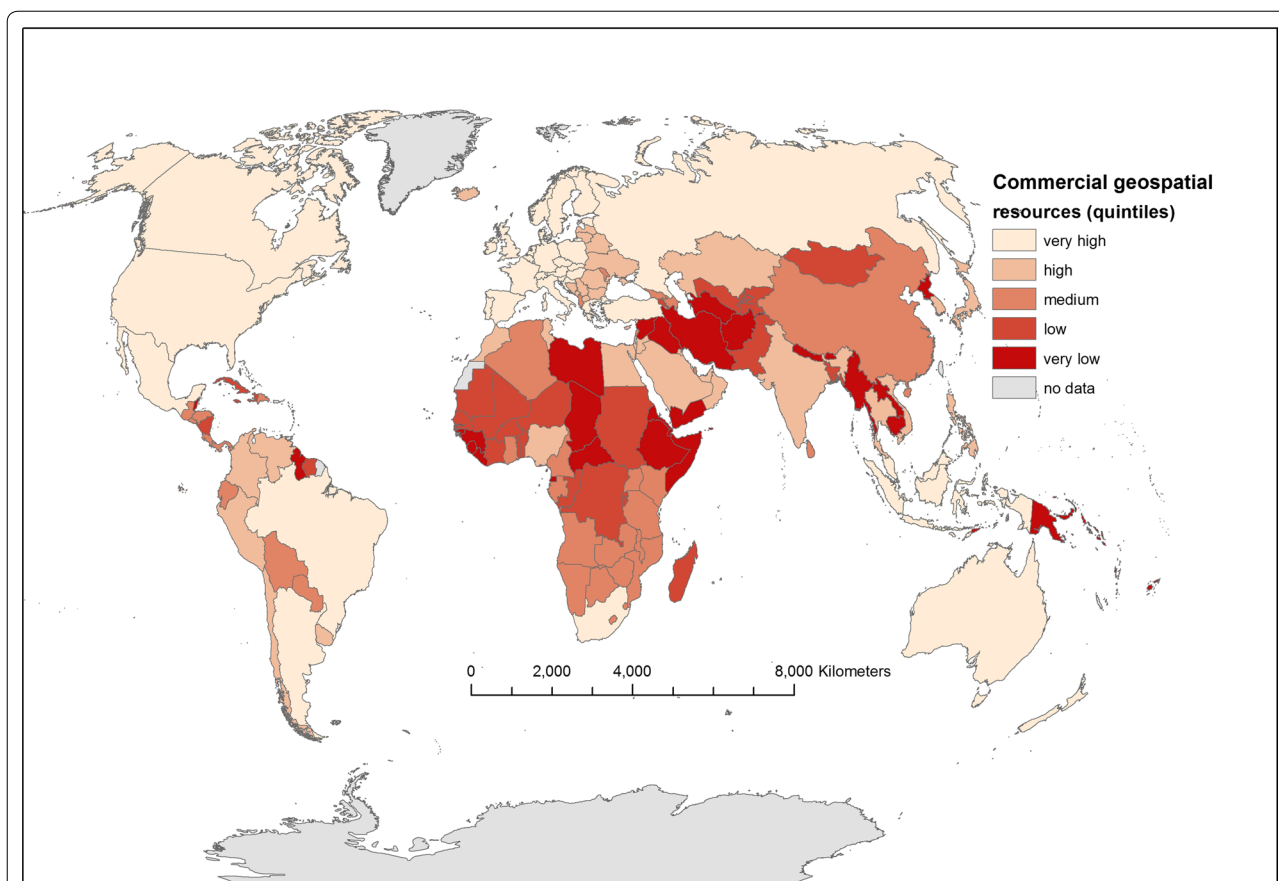 Commercial geospatial
resources (quintiles)
very high
high
medium
low
very low
no data
0 2,000 4,000 8,000 Kilometers